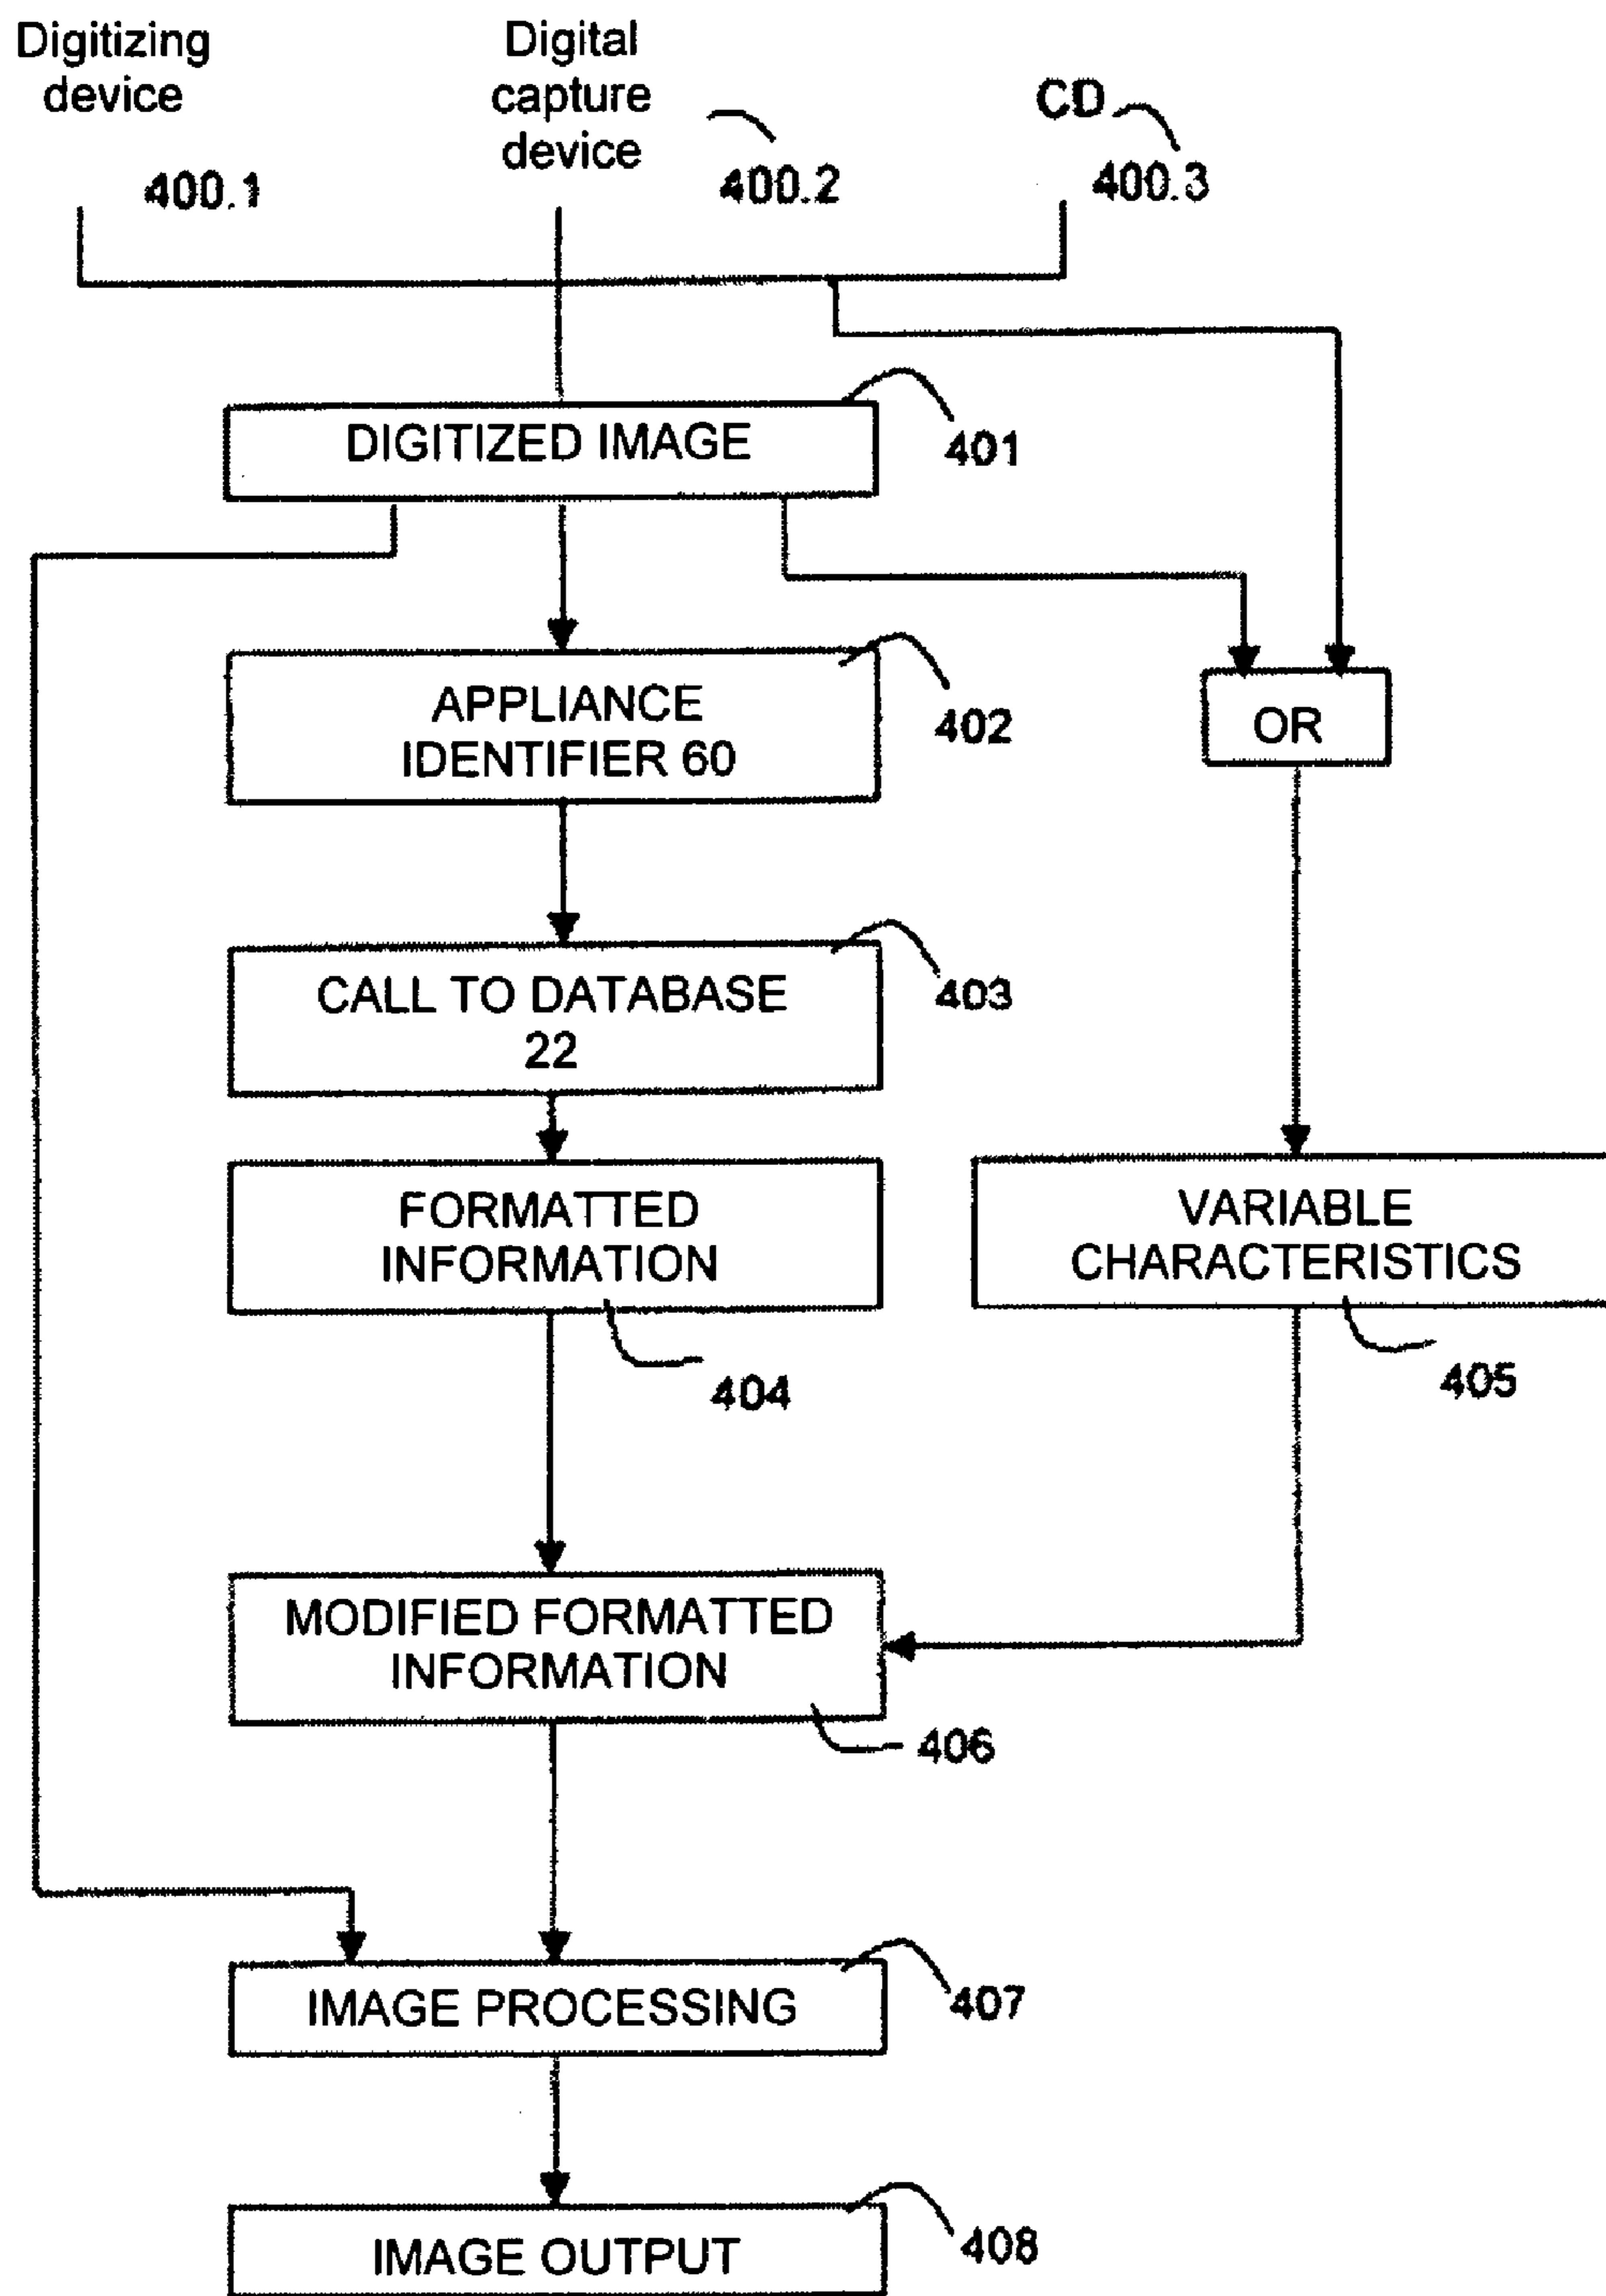 Digitizing
device
400.1
Digital
capture
device
400.2
CD
400.3
DIGITIZED IMAGE
401
APPLIANCE
IDENTIFIER 60
402
OR
CALL TO DATABASE
22
403
FORMATTED
INFORMATION
404
VARIABLE
CHARACTERISTICS
405
MODIFIED FORMATTED
INFORMATION
406
IMAGE PROCESSING
407
IMAGE OUTPUT
408